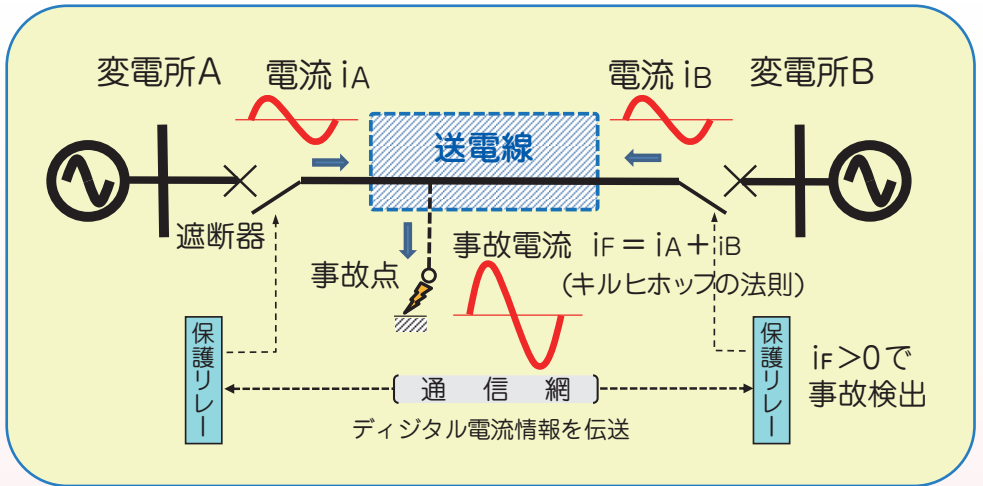 変電所A
電流 iA
電流 iB
変電所B
送電線
遮断器
事故点
事故電流 iF = iA + iB
(キルヒホッフの法則)
保護リレー
保護リレー
iF>0で
事故検出
通信網
ディジタル電流情報を伝送